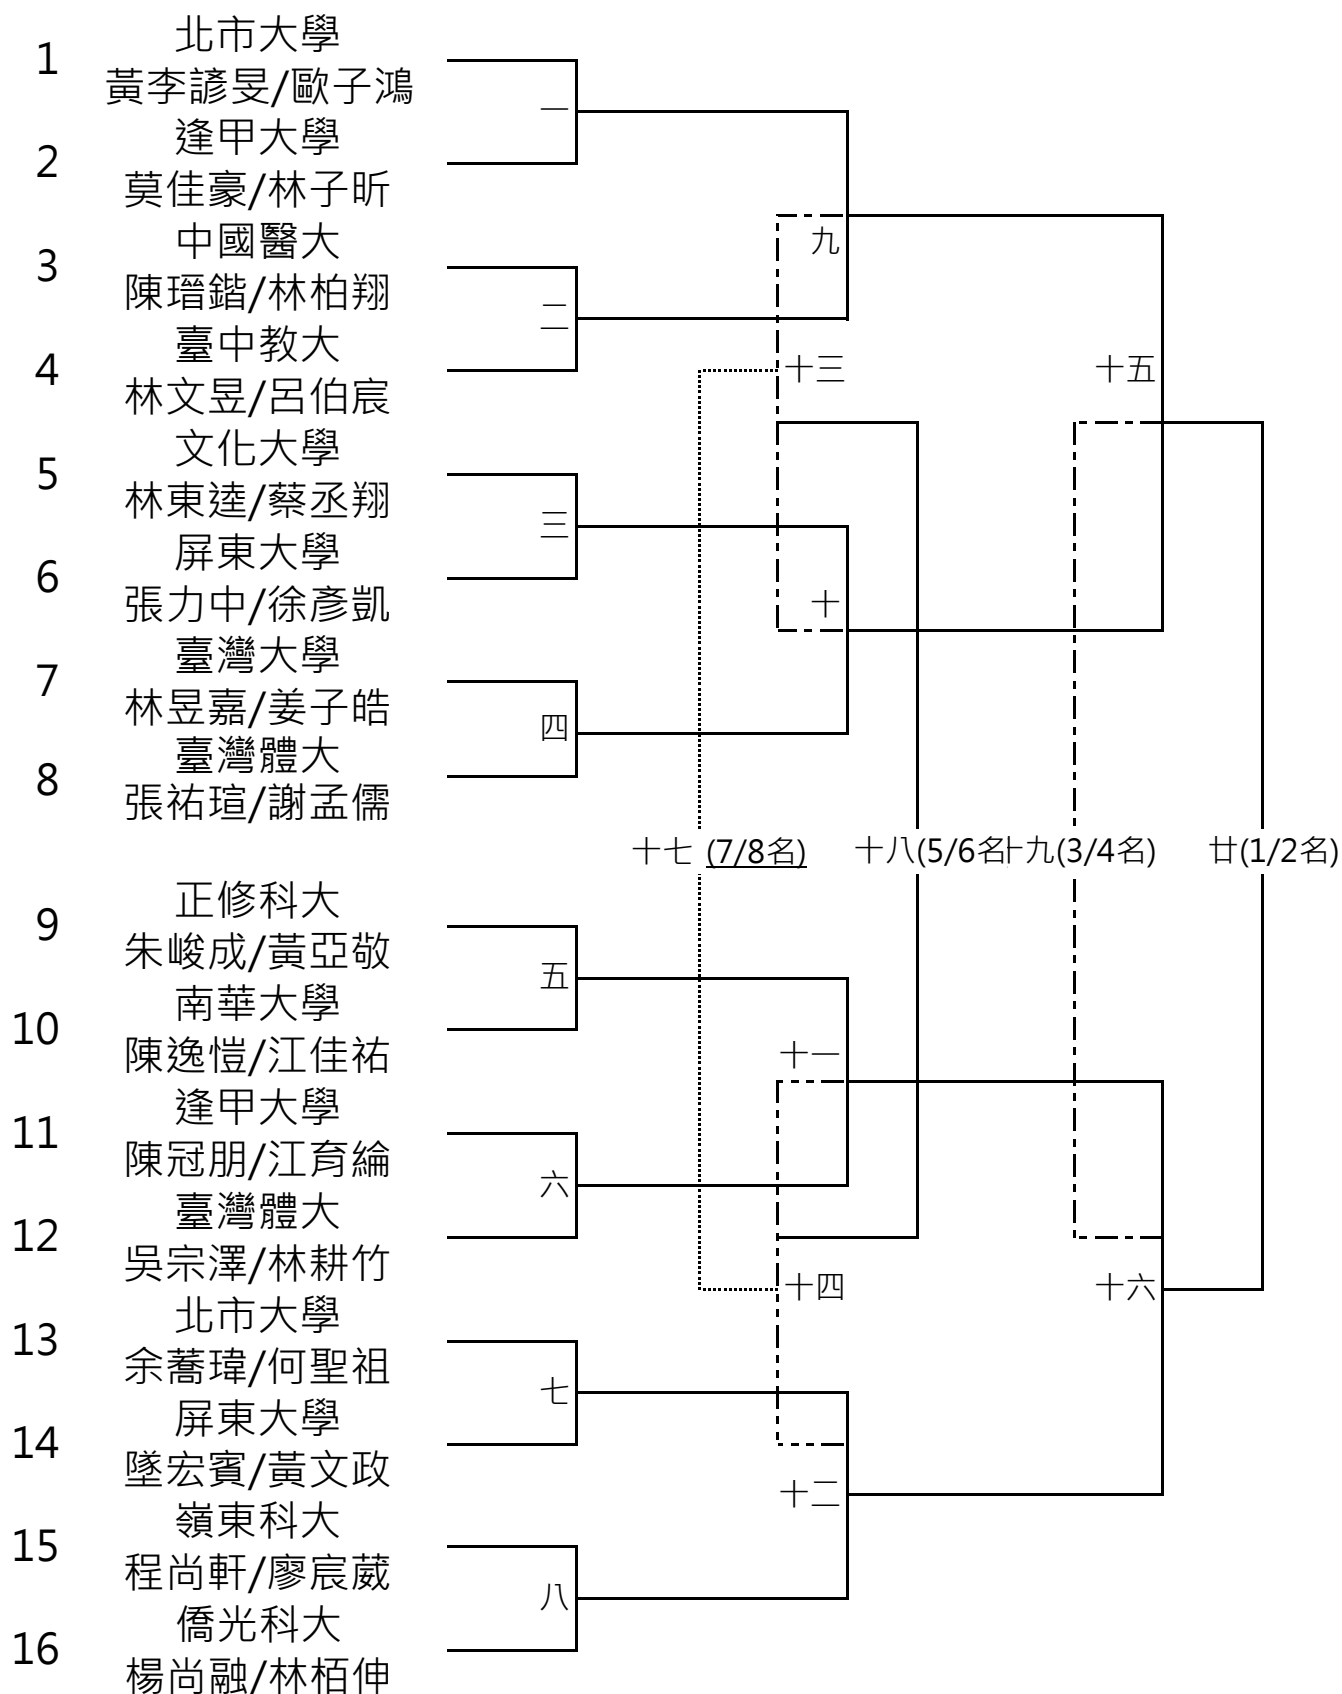 北市大學
1
黃李諺旻/歐子鴻
一
逢甲大學
2
莫佳豪/林子昕
中國醫大
九
3
陳瑨鍇/林柏翔
二
臺中教大
4
十三
十五
林文昱/呂伯宸
文化大學
5
林東逵/蔡丞翔
三
屏東大學
6
張力中/徐彥凱
十
臺灣大學
7
林昱嘉/姜子皓
四
臺灣體大
8
張祐瑄/謝孟儒
十七 (7/8名) 十八(5/6名 十九(3/4名) 廿(1/2名)
正修科大
9
朱峻成/黃亞敬
五
南華大學
10
陳逸愷/江佳祐
十一
逢甲大學
11
陳冠朋/江育綸
六
臺灣體大
12
吳宗澤/林耕竹
十四
十六
北市大學
13
余蕎瑋/何聖祖
七
屏東大學
14
墜宏賓/黃文政
十二
嶺東科大
15
程尚軒/廖宸葳
八
僑光科大
16
楊尚融/林栢伸